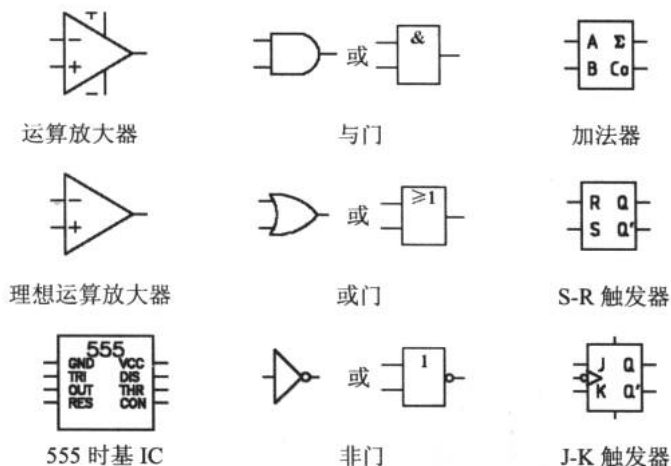 & A Σ
B Co
或
运算放大器 与门 加法器
≥1 R Q
S Q'
或
理想运算放大器 或门 S-R 触发器
555
GND VCC
TRI DIS
OUT THR
RES CON
1 J Q
K Q'
或
555 时基 IC 非门 J-K 触发器